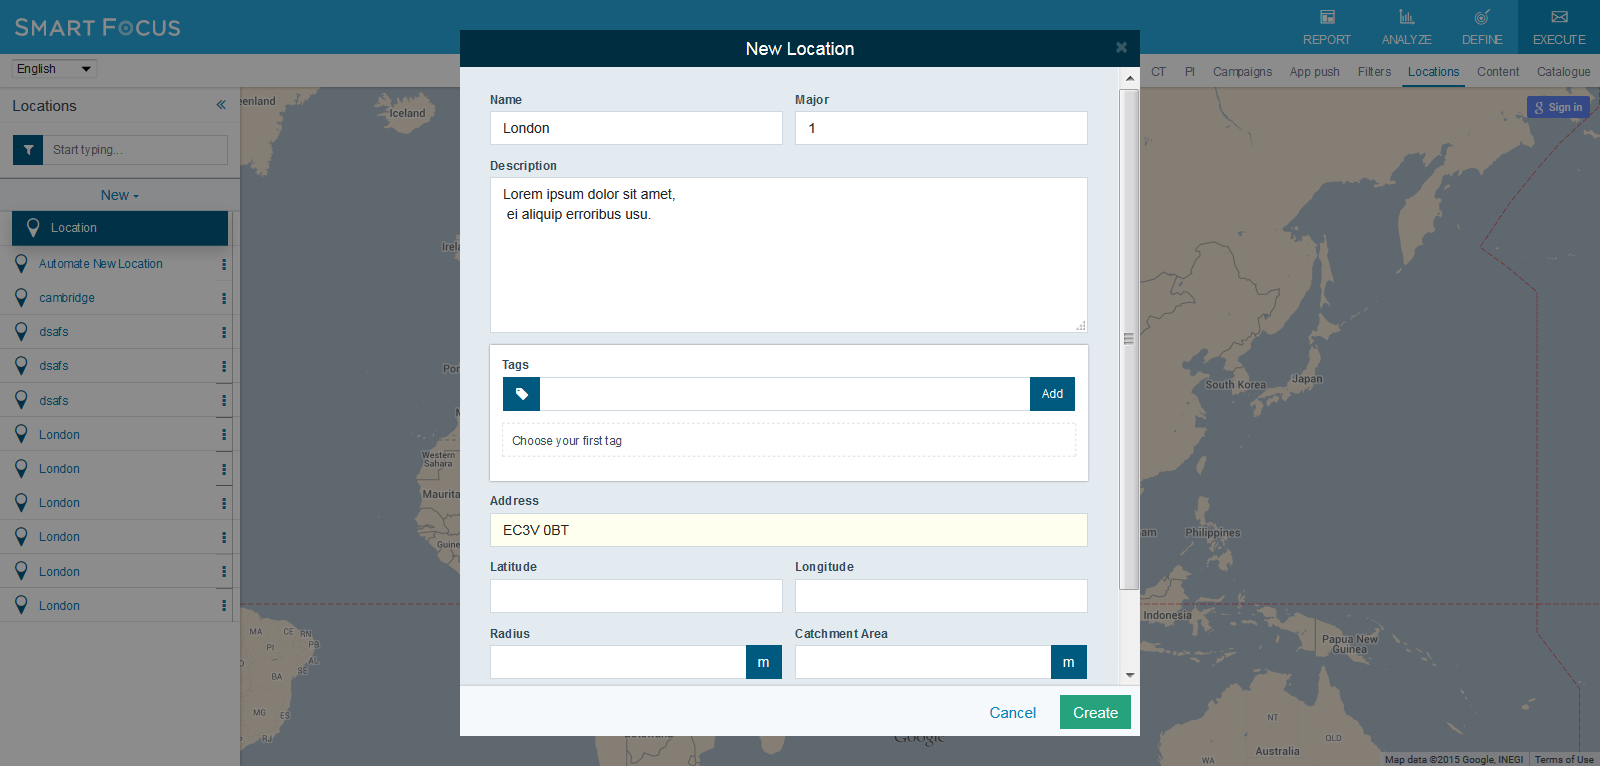 SMART FOCUS
REPORT
ANALYZE
DEFINE
EXECUTE
English
CT
PI
Campaigns
App push
Filters
Locations
Content
Catalogue
Locations
«
Start typing...
New
Location
Automate New Location
cambridge
dsafs
dsafs
dsafs
London
London
London
London
London
London
New Location
×
Name
Major
London
1
Description
Lorem ipsum dolor sit amet,
ei aliquip erroribus usu.
Tags
Add
Choose your first tag
Address
EC3V 0BT
Latitude
Longitude
Radius
Catchment Area
m
m
Cancel
Create
Sign in
enland
Iceland
Irela
Por
Western
Sahara
Maurita
Guine
MA
CE
RN
PI
PB
AL
SE
BA
MG
ES
RJ
South Korea
Japan
am
Philippines
Indonesia
Papua New
Guinea
NT
QLD
Australia
WA
Google
Map data ©2015 Google, INEGI
Terms of Use